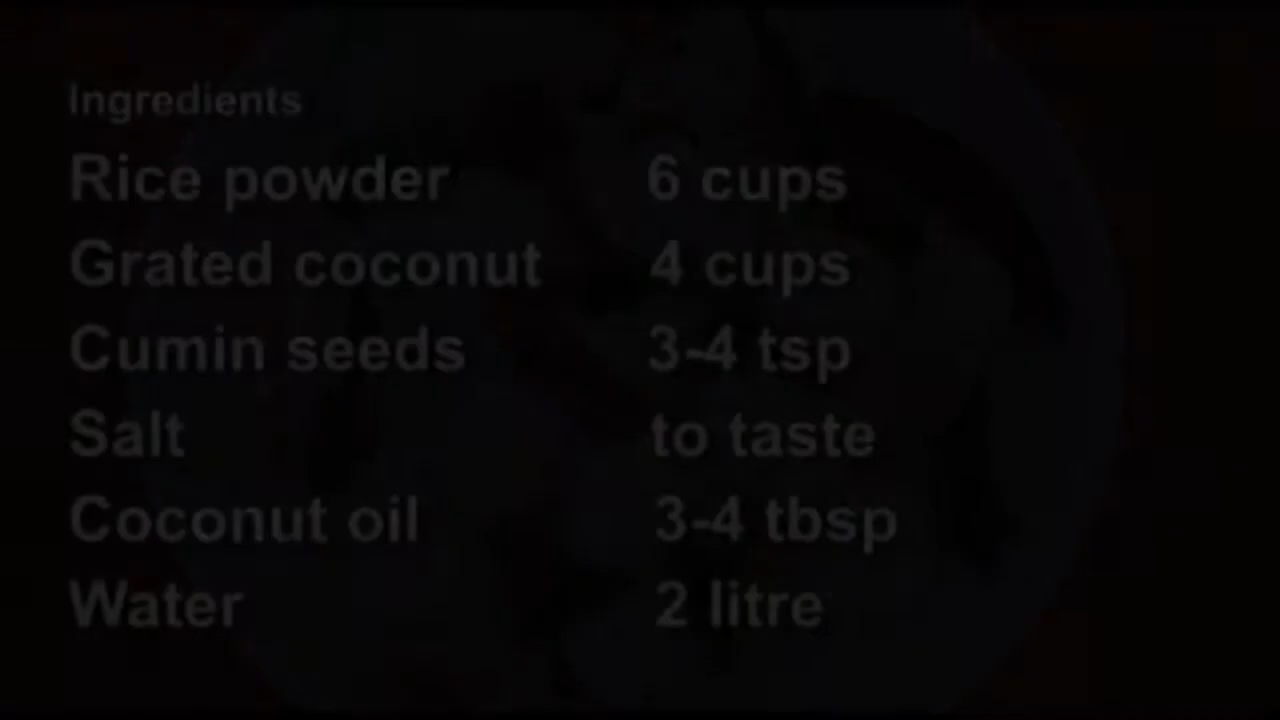 Ingredients
Rice powder 6 cups
Grated coconut 4 cups
Cumin seeds 3-4 tsp
Salt to taste
Coconut oil 3-4 tbsp
Water 2 litre